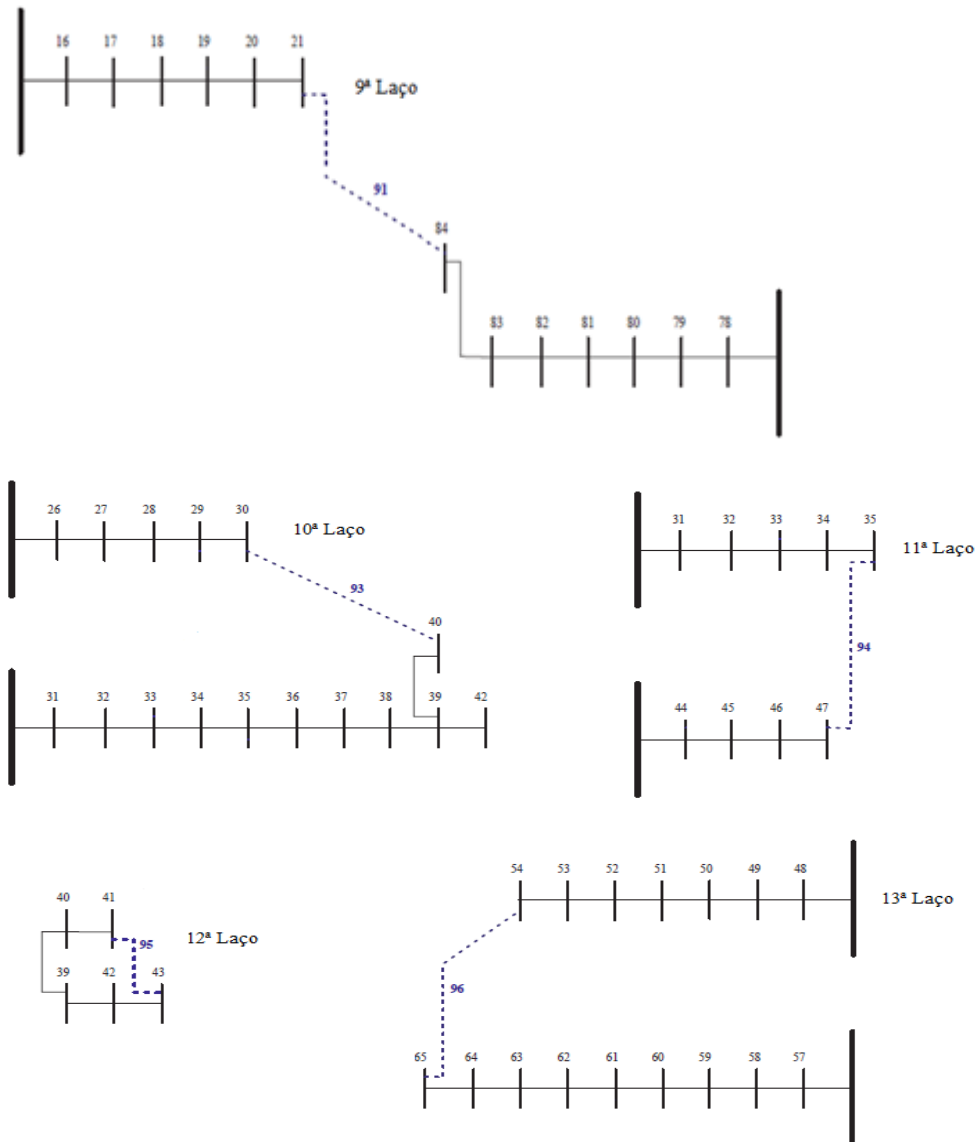 16 17 18 19 20 21
9ª Laço
91
84
83 82 81 80 79 78
26 27 28 29 30
10ª Laço
93
40
31 32 33 34 35 36 37 38 39 42
31 32 33 34 35
11ª Laço
94
44 45 46 47
40 41
12ª Laço
95
39 42 43
54 53 52 51 50 49 48
13ª Laço
96
65 64 63 62 61 60 59 58 57